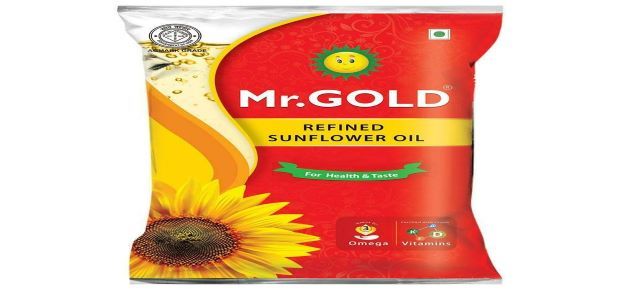 AGMARK GRADE
Mr.GOLD®
REFINED
SUNFLOWER OIL
For Health & Taste
Omega
Vitamins